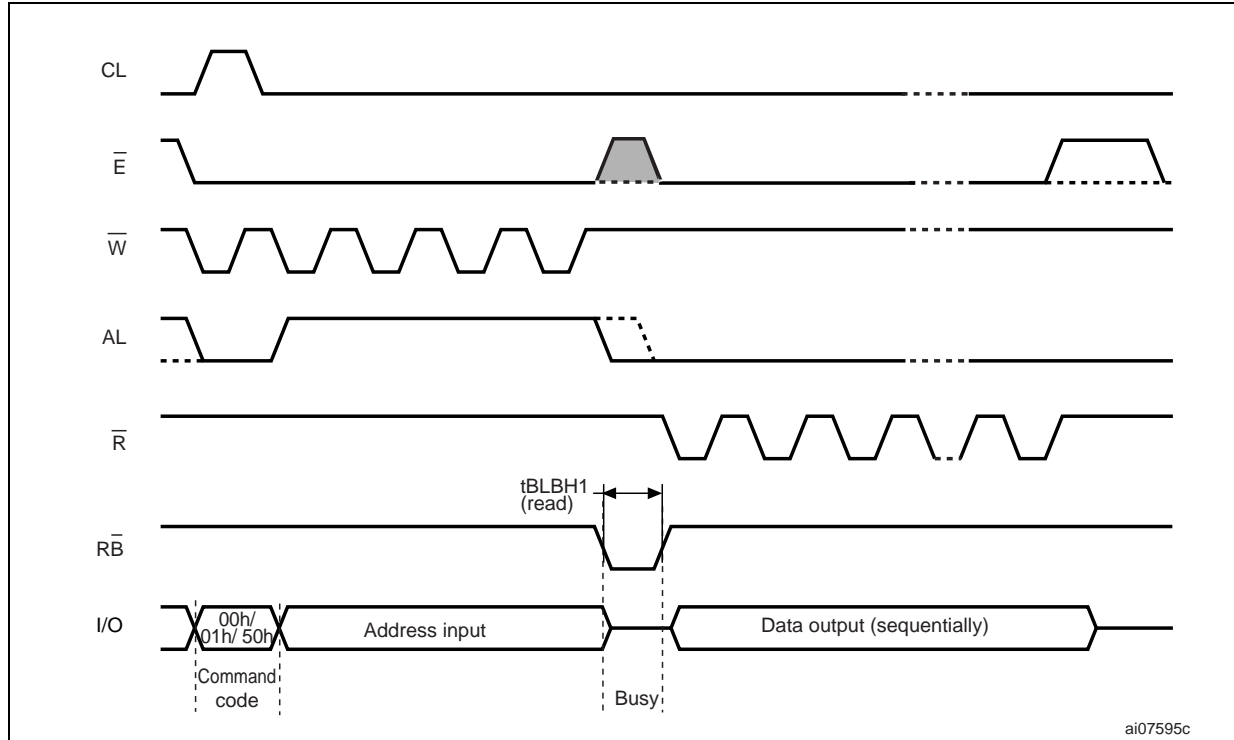 CL
E̅
W̅
AL
R̅
tBLBH1
(read)
RB̅
I/O
00h/
01h/ 50h
Address input
Data output (sequentially)
Command
code
Busy
ai07595c